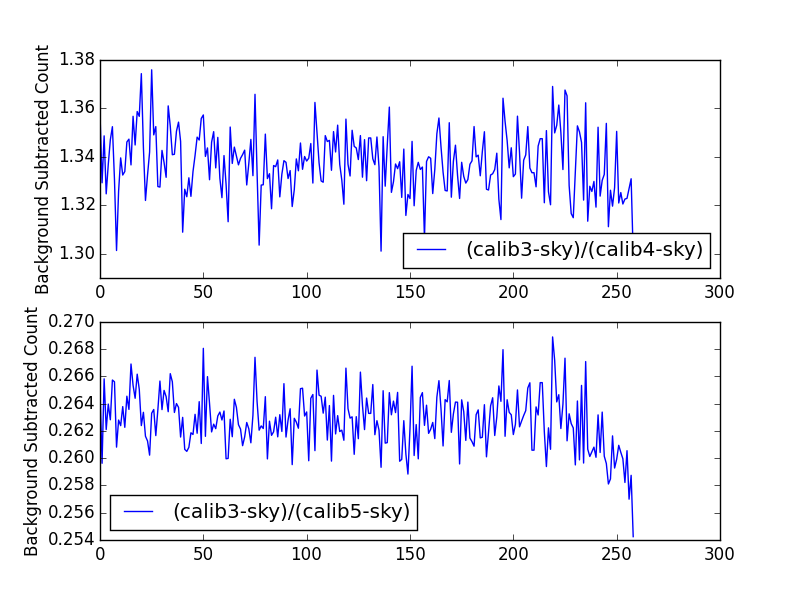 Background Subtracted Count
1.38
1.36
1.34
1.32
1.30
(calib3-sky)/(calib4-sky)
0 50 100 150 200 250 300
Background Subtracted Count
0.270
0.268
0.266
0.264
0.262
0.260
0.258
0.256
0.254
(calib3-sky)/(calib5-sky)
0 50 100 150 200 250 300